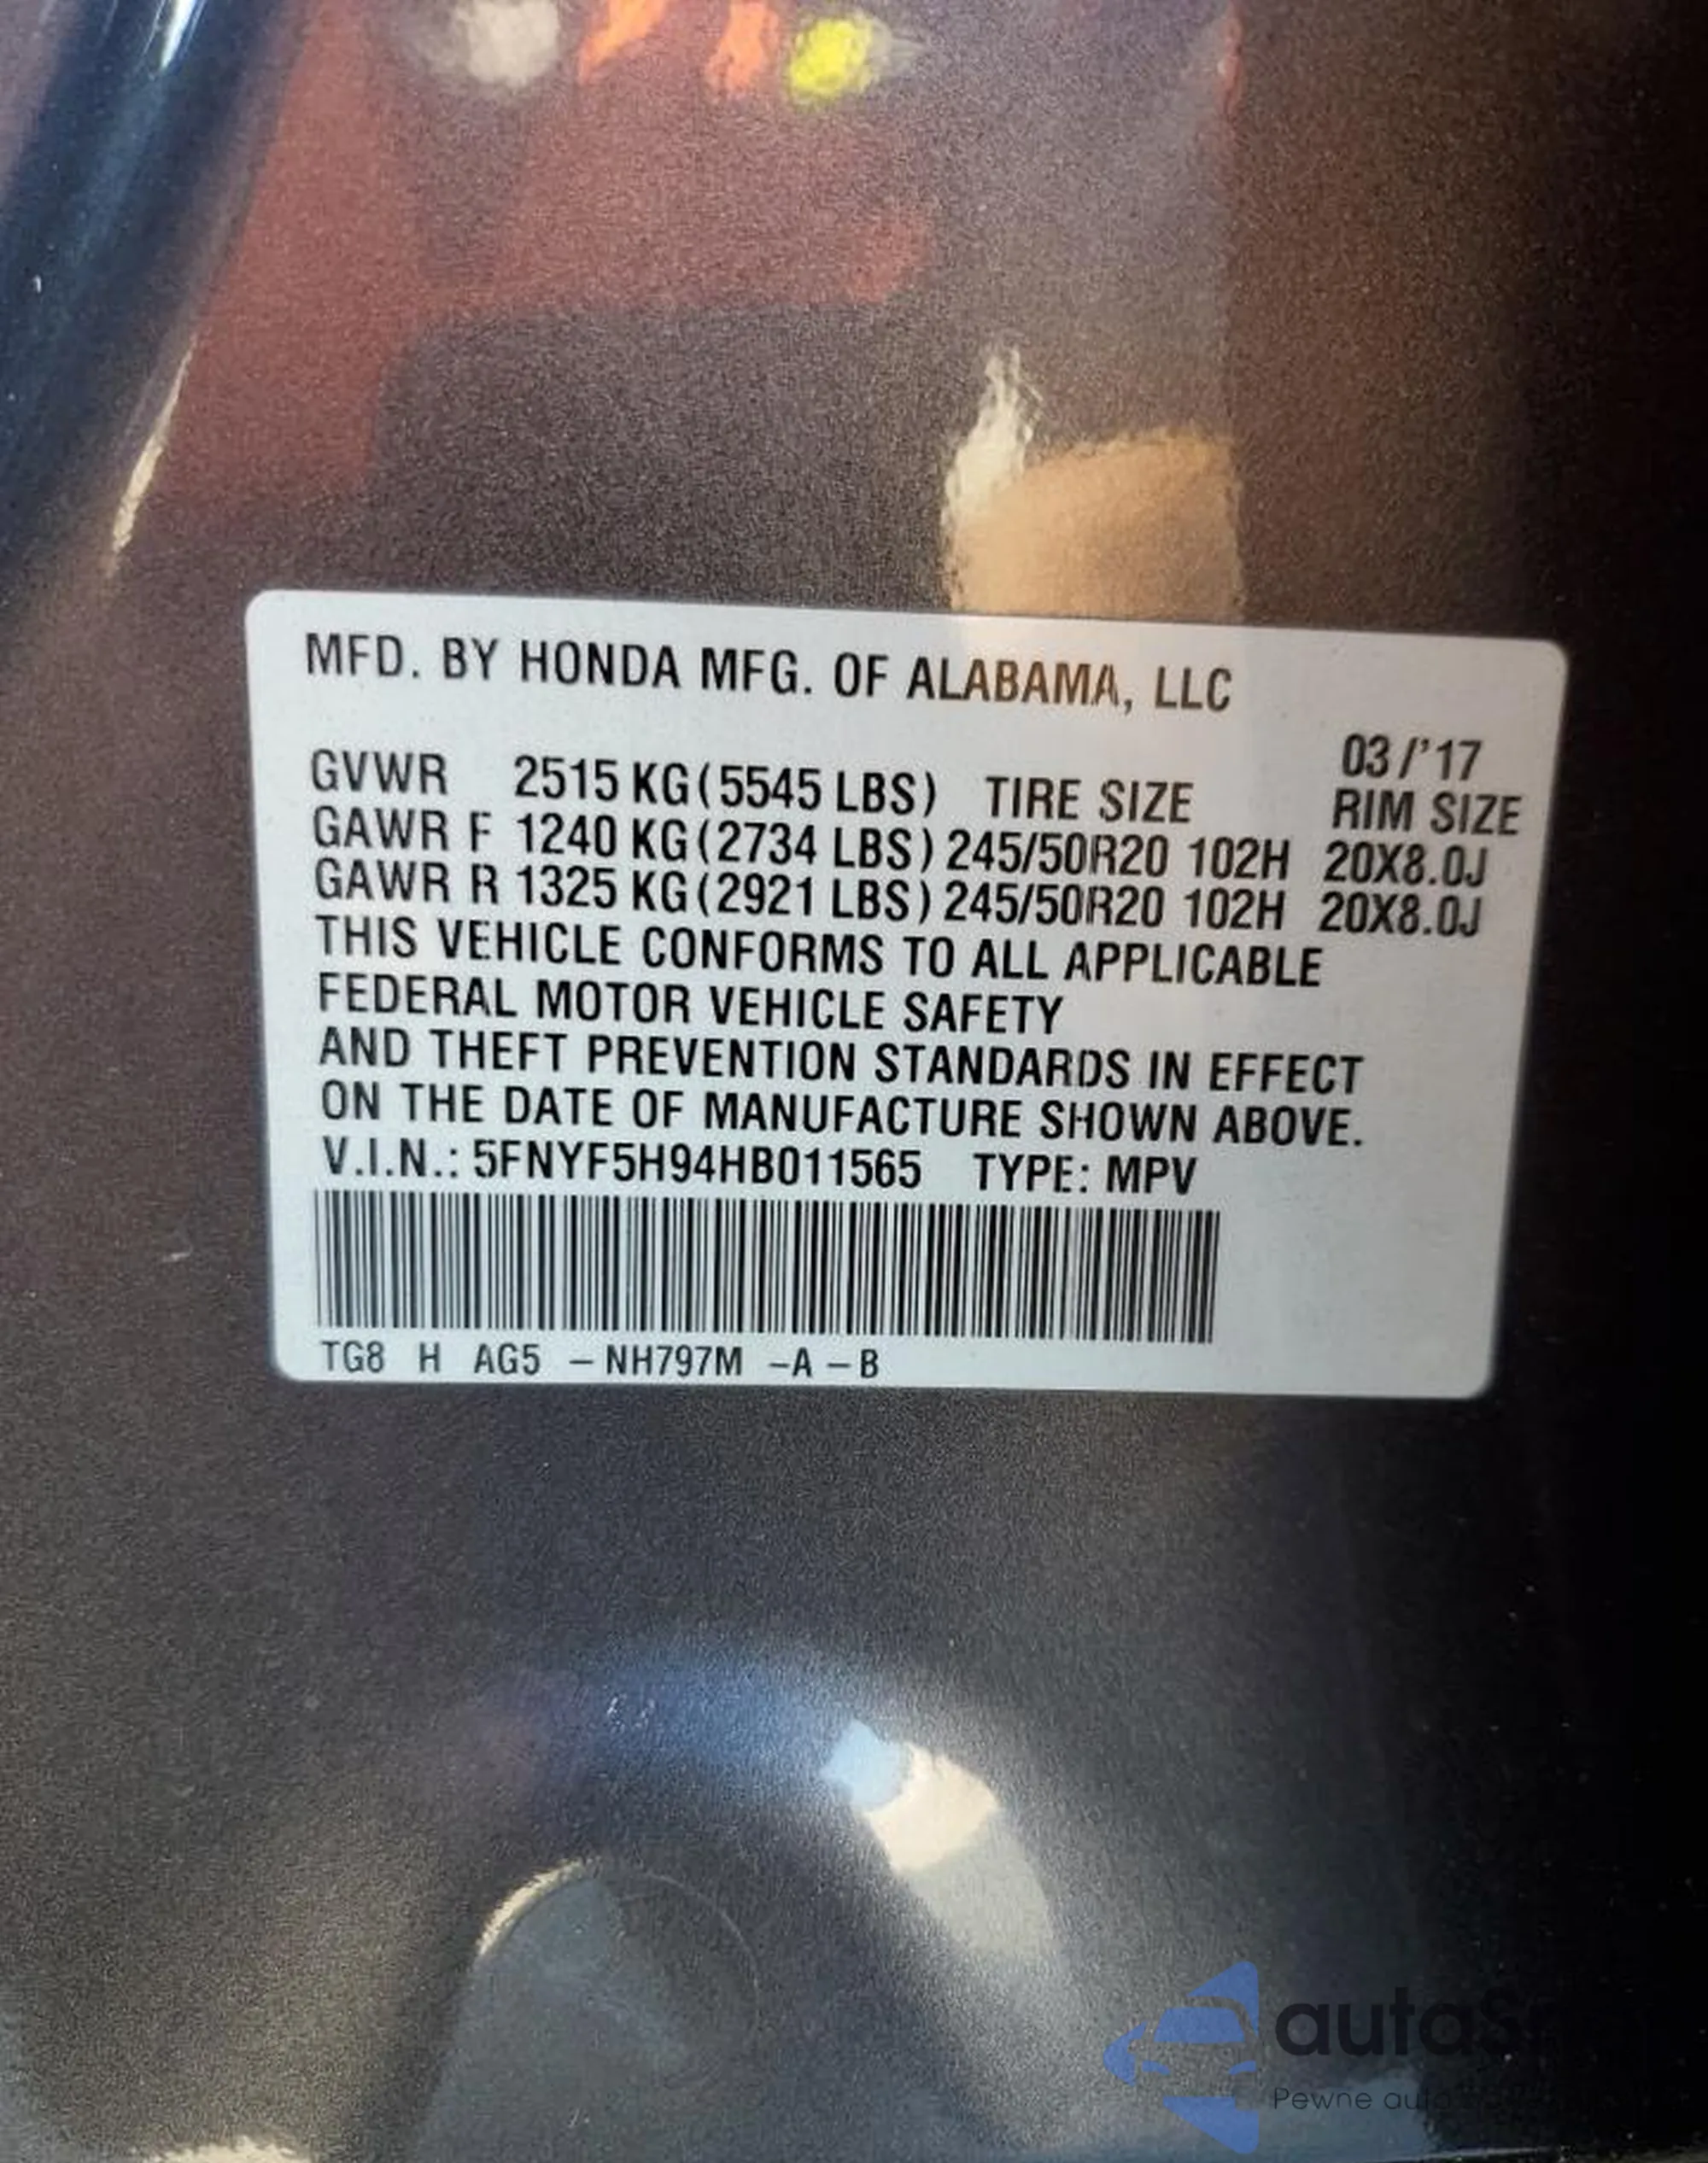 MFD. BY HONDA MFG. OF ALABAMA, LLC
03/'17
GVWR 2515 KG(5545 LBS) TIRE SIZE RIM SIZE
GAWR F 1240 KG(2734 LBS) 245/50R20 102H 20X8.0J
GAWR R 1325 KG(2921 LBS) 245/50R20 102H 20X8.0J
THIS VEHICLE CONFORMS TO ALL APPLICABLE
FEDERAL MOTOR VEHICLE SAFETY
AND THEFT PREVENTION STANDARDS IN EFFECT
ON THE DATE OF MANUFACTURE SHOWN ABOVE.
V.I.N.: 5FNYF5H94HB011565 TYPE: MPV
TG8 H AG5 – NH797M –A – B
Pewne